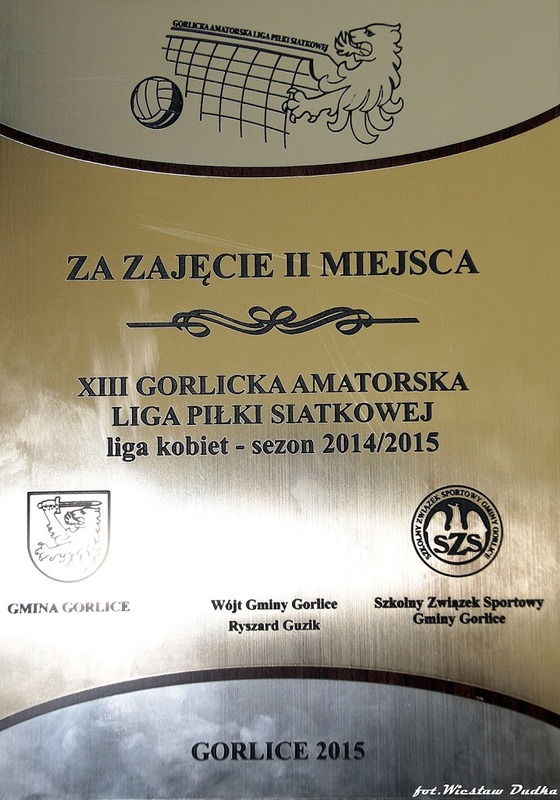 GORLICKA AMATORSKA LIGA PIŁKI SIATKOWEJ
ZA ZAJĘCIE II MIEJSCA
XIII GORLICKA AMATORSKA
LIGA PIŁKI SIATKOWEJ
liga kobiet - sezon 2014/2015
SZKOLNY ZWIĄZEK SPORTOWY GMINY GORLICE
SZS
GMINA GORLICE
Wójt Gminy Gorlice
Ryszard Guzik
Szkolny Związek Sportowy
Gminy Gorlice
GORLICE 2015
fot.Wiesław Dudka